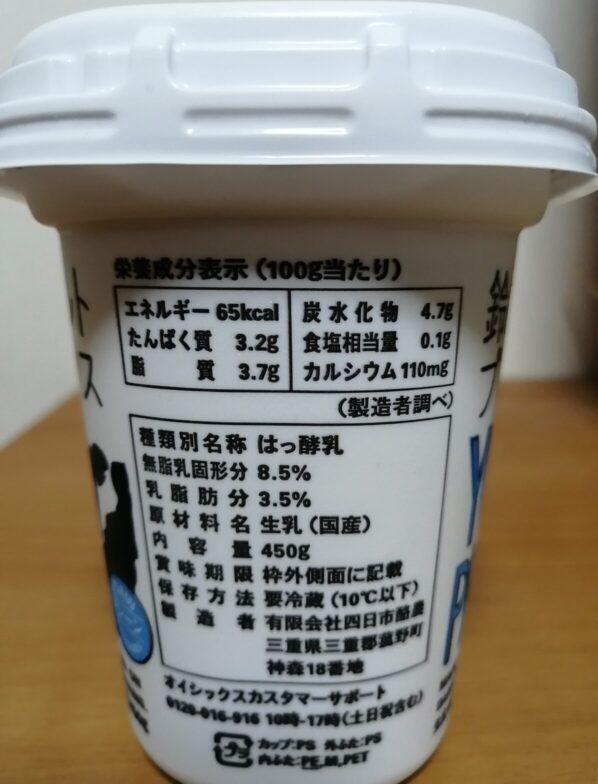 栄養成分表示（100g当たり）
エネルギー 65kcal
たんぱく質 3.2g
脂質 3.7g
炭水化物 4.7g
食塩相当量 0.1g
カルシウム 110mg
（製造者調べ）
種類別名称 はっ酵乳
無脂乳固形分 8.5%
乳脂肪分 3.5%
原材料名 生乳（国産）
内容量 450g
賞味期限 枠外側面に記載
保存方法 要冷蔵（10℃以下）
製造者 有限会社四日市酪農
三重県三重郡菰野町
神森18番地
オイシックスカスタマーサポート
0120-016-916 10時-17時（土日祝含む）
プラ
カップ:PS 外ふた:PS
内ふた:PE,M,PET
ット
ス